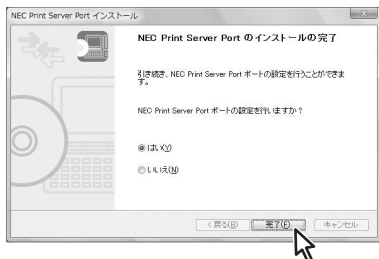 NEC Print Server Port インストール
NEC Print Server Port のインストールの完了
引き続き、NEC Print Server Port ポートの設定を行うことができま
す。
NEC Print Server Port ポートの設定を行いますか？
はい(Y)
いいえ(N)
< 戻る(B)
完了(F)
キャンセル